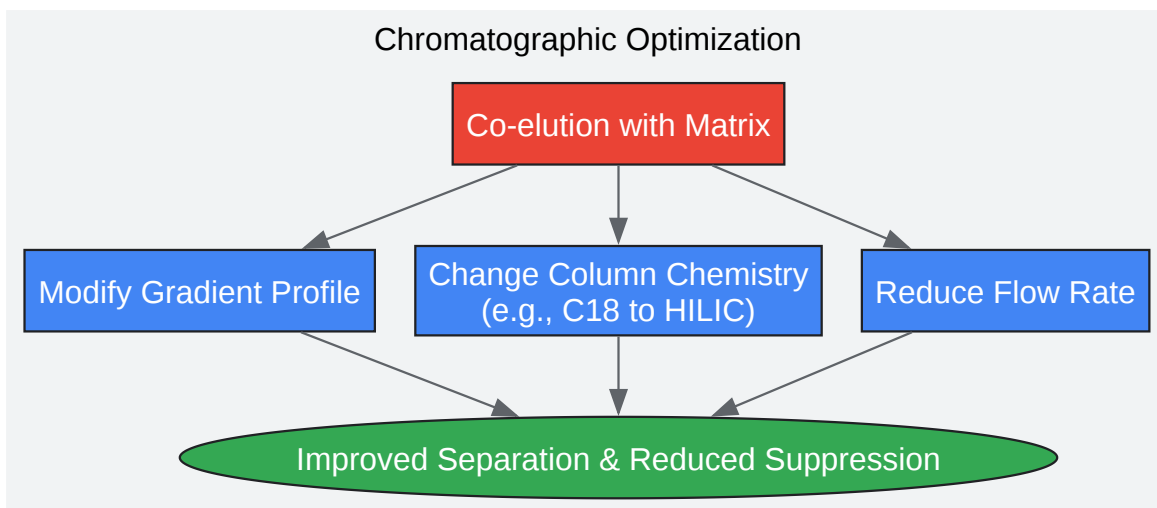 Chromatographic Optimization
Co-elution with Matrix
Modify Gradient Profile
Change Column Chemistry
(e.g., C18 to HILIC)
Reduce Flow Rate
Improved Separation & Reduced Suppression